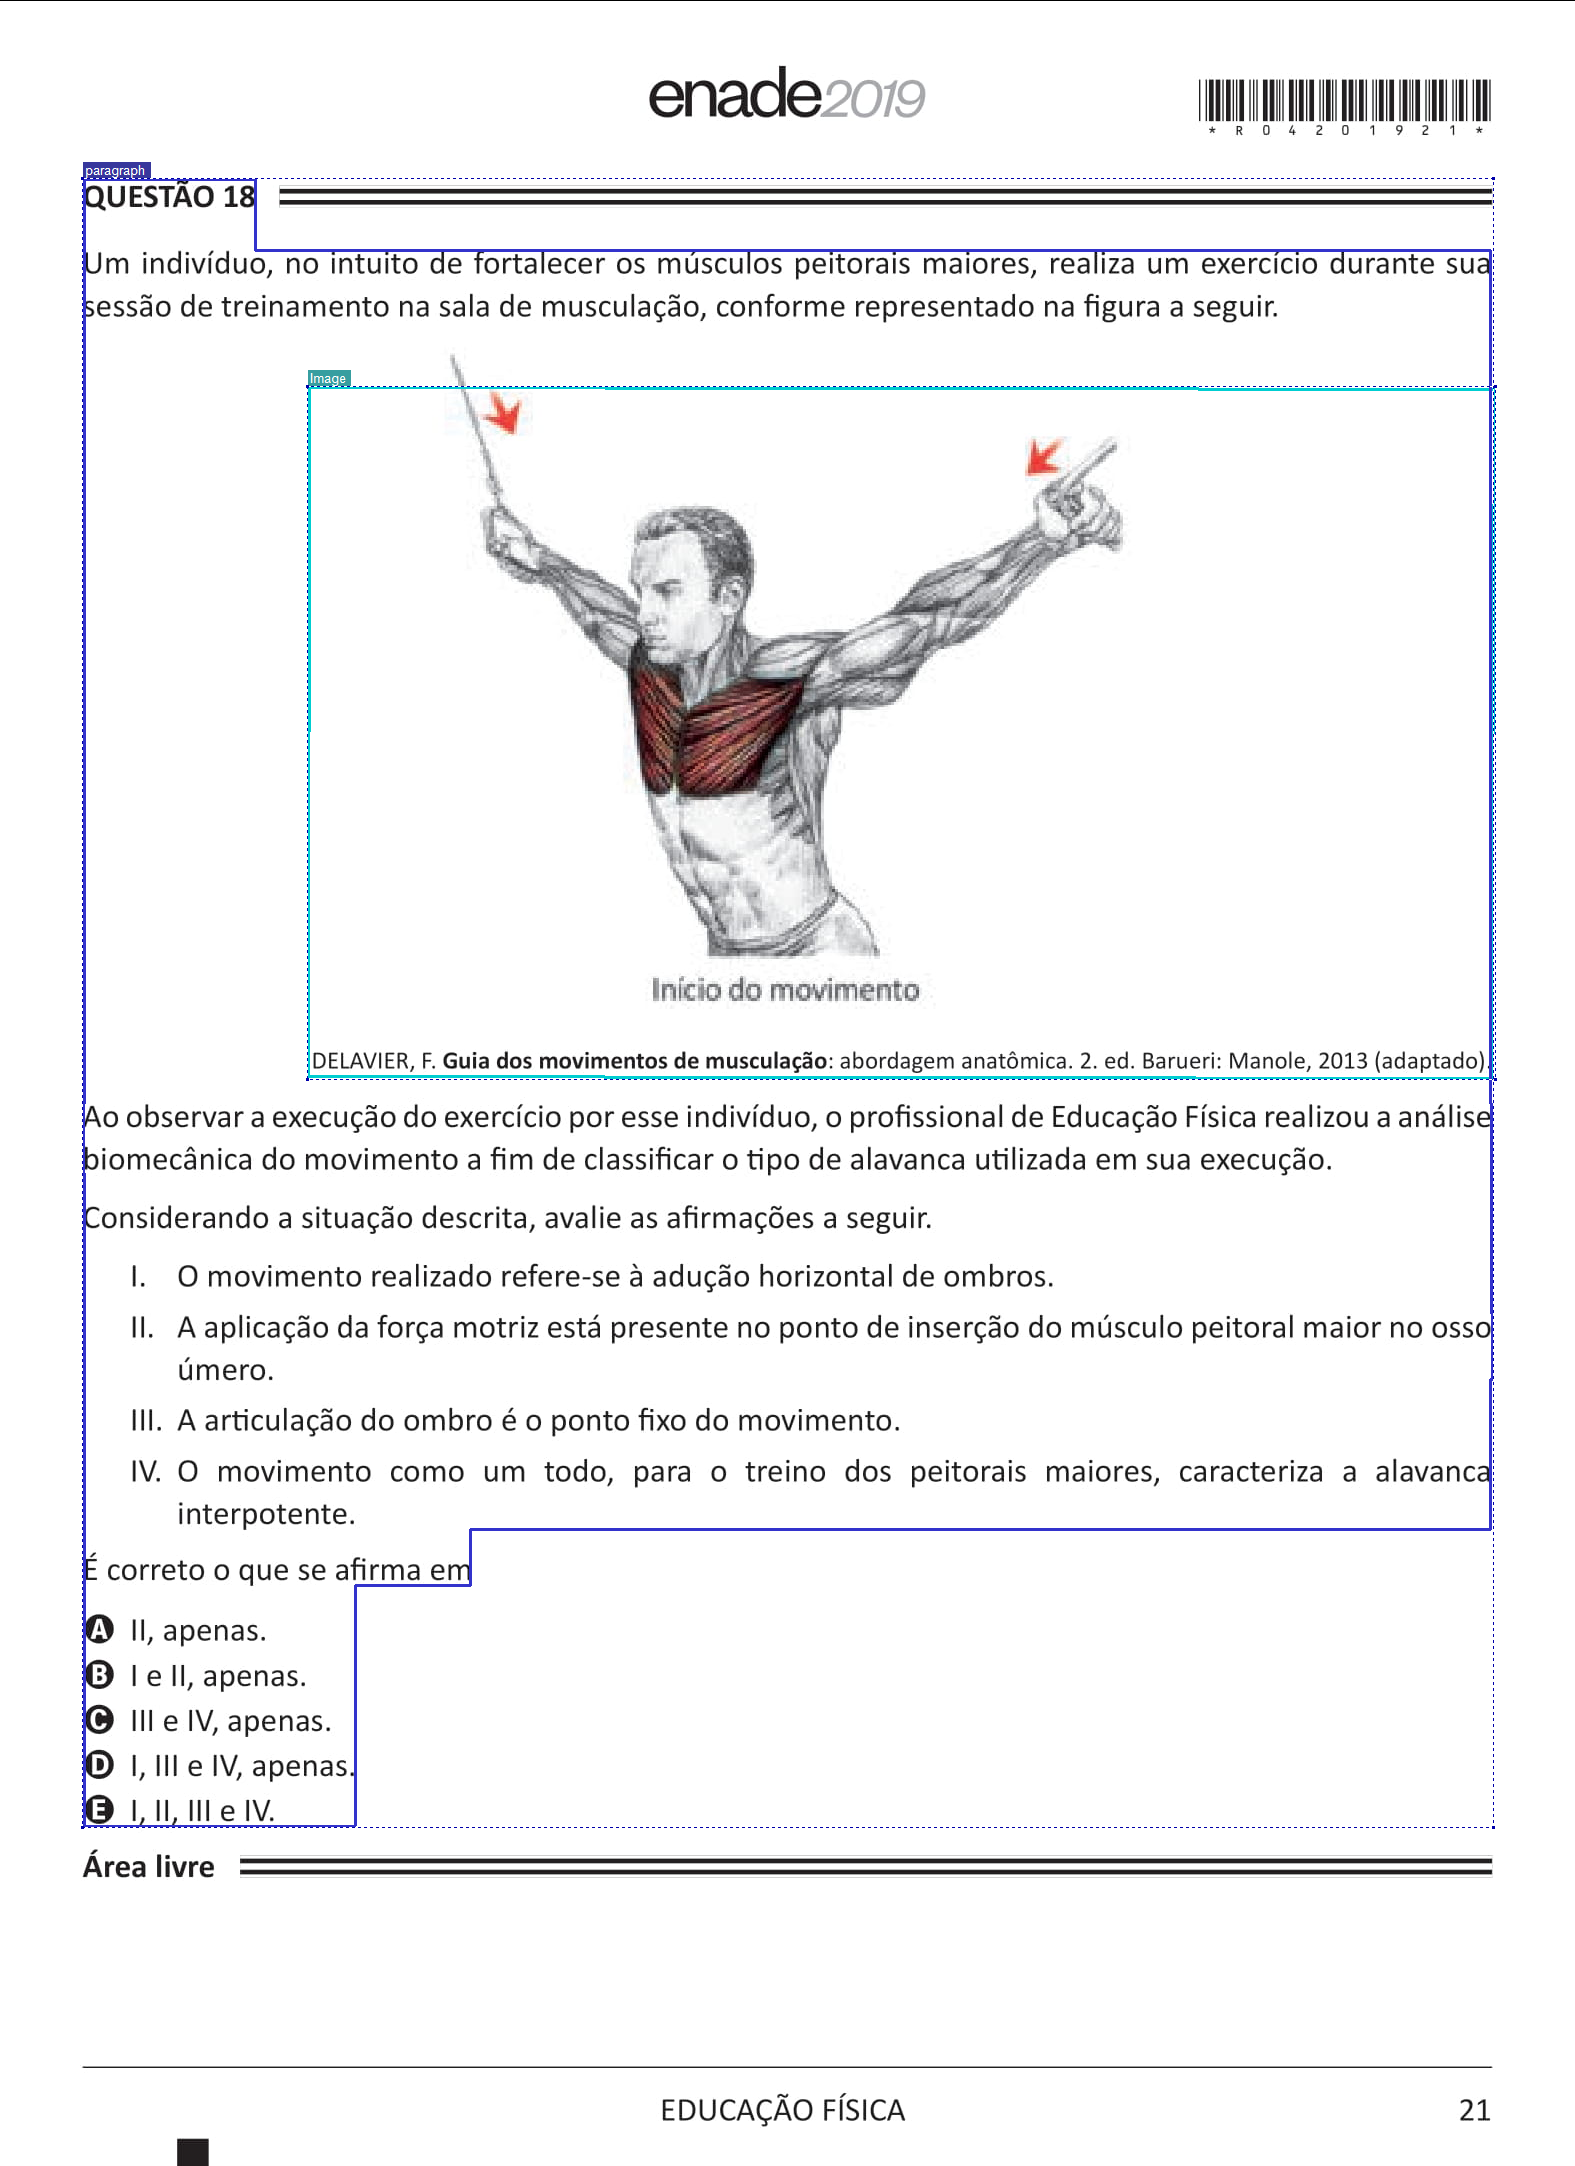 enade2019
*R04201921*
paragraph
QUESTÃO 18
Um indivíduo, no intuito de fortalecer os músculos peitorais maiores, realiza um exercício durante sua
sessão de treinamento na sala de musculação, conforme representado na figura a seguir.
Image
Início do movimento
DELAVIER, F. Guia dos movimentos de musculação: abordagem anatômica. 2. ed. Barueri: Manole, 2013 (adaptado).
Ao observar a execução do exercício por esse indivíduo, o profissional de Educação Física realizou a análise
biomecânica do movimento a fim de classificar o tipo de alavanca utilizada em sua execução.
Considerando a situação descrita, avalie as afirmações a seguir.
I. O movimento realizado refere-se à adução horizontal de ombros.
II. A aplicação da força motriz está presente no ponto de inserção do músculo peitoral maior no osso
úmero.
III. A articulação do ombro é o ponto fixo do movimento.
IV. O movimento como um todo, para o treino dos peitorais maiores, caracteriza a alavanca
interpotente.
É correto o que se afirma em
A II, apenas.
B I e II, apenas.
C III e IV, apenas.
D I, III e IV, apenas.
E I, II, III e IV.
Área livre
EDUCAÇÃO FÍSICA
21